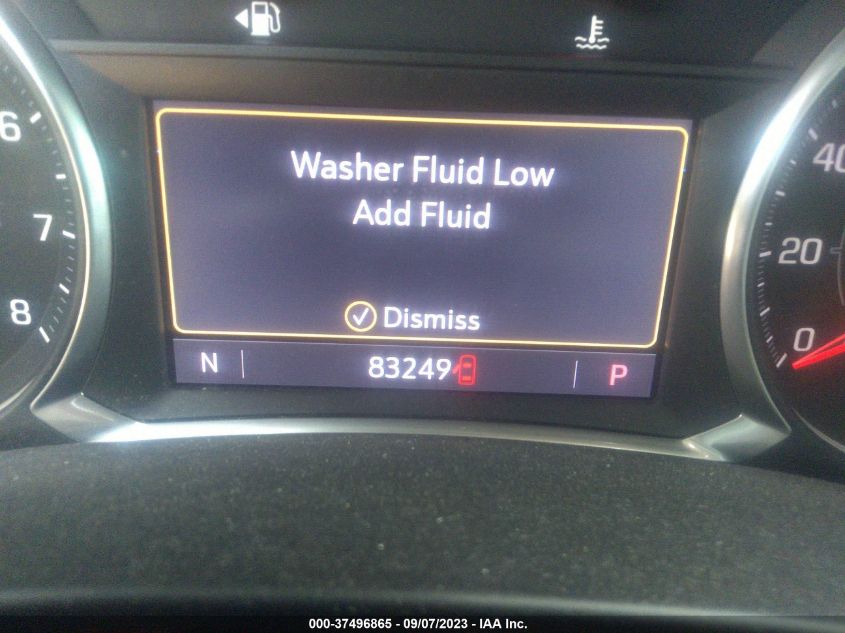 6
7
8
Washer Fluid Low
Add Fluid
Dismiss
N 83249 P
40
20
0
000-37496865 - 09/07/2023 - IAA Inc.